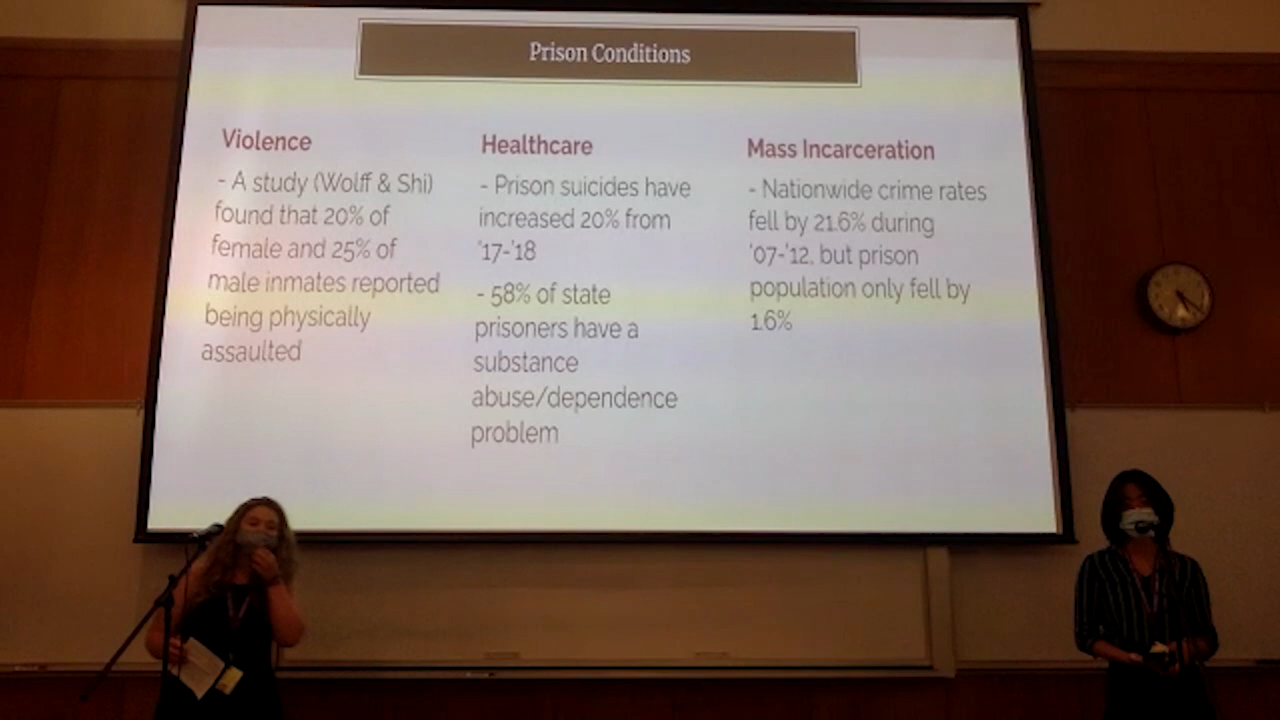 Prison Conditions
Violence
- A study (Wolff & Shi)
found that 20% of
female and 25% of
male inmates reported
being physically
assaulted
Healthcare
- Prison suicides have
increased 20% from
'17-'18
- 58% of state
prisoners have a
substance
abuse/dependence
problem
Mass Incarceration
- Nationwide crime rates
fell by 21.6% during
'07-'12, but prison
population only fell by
1.6%